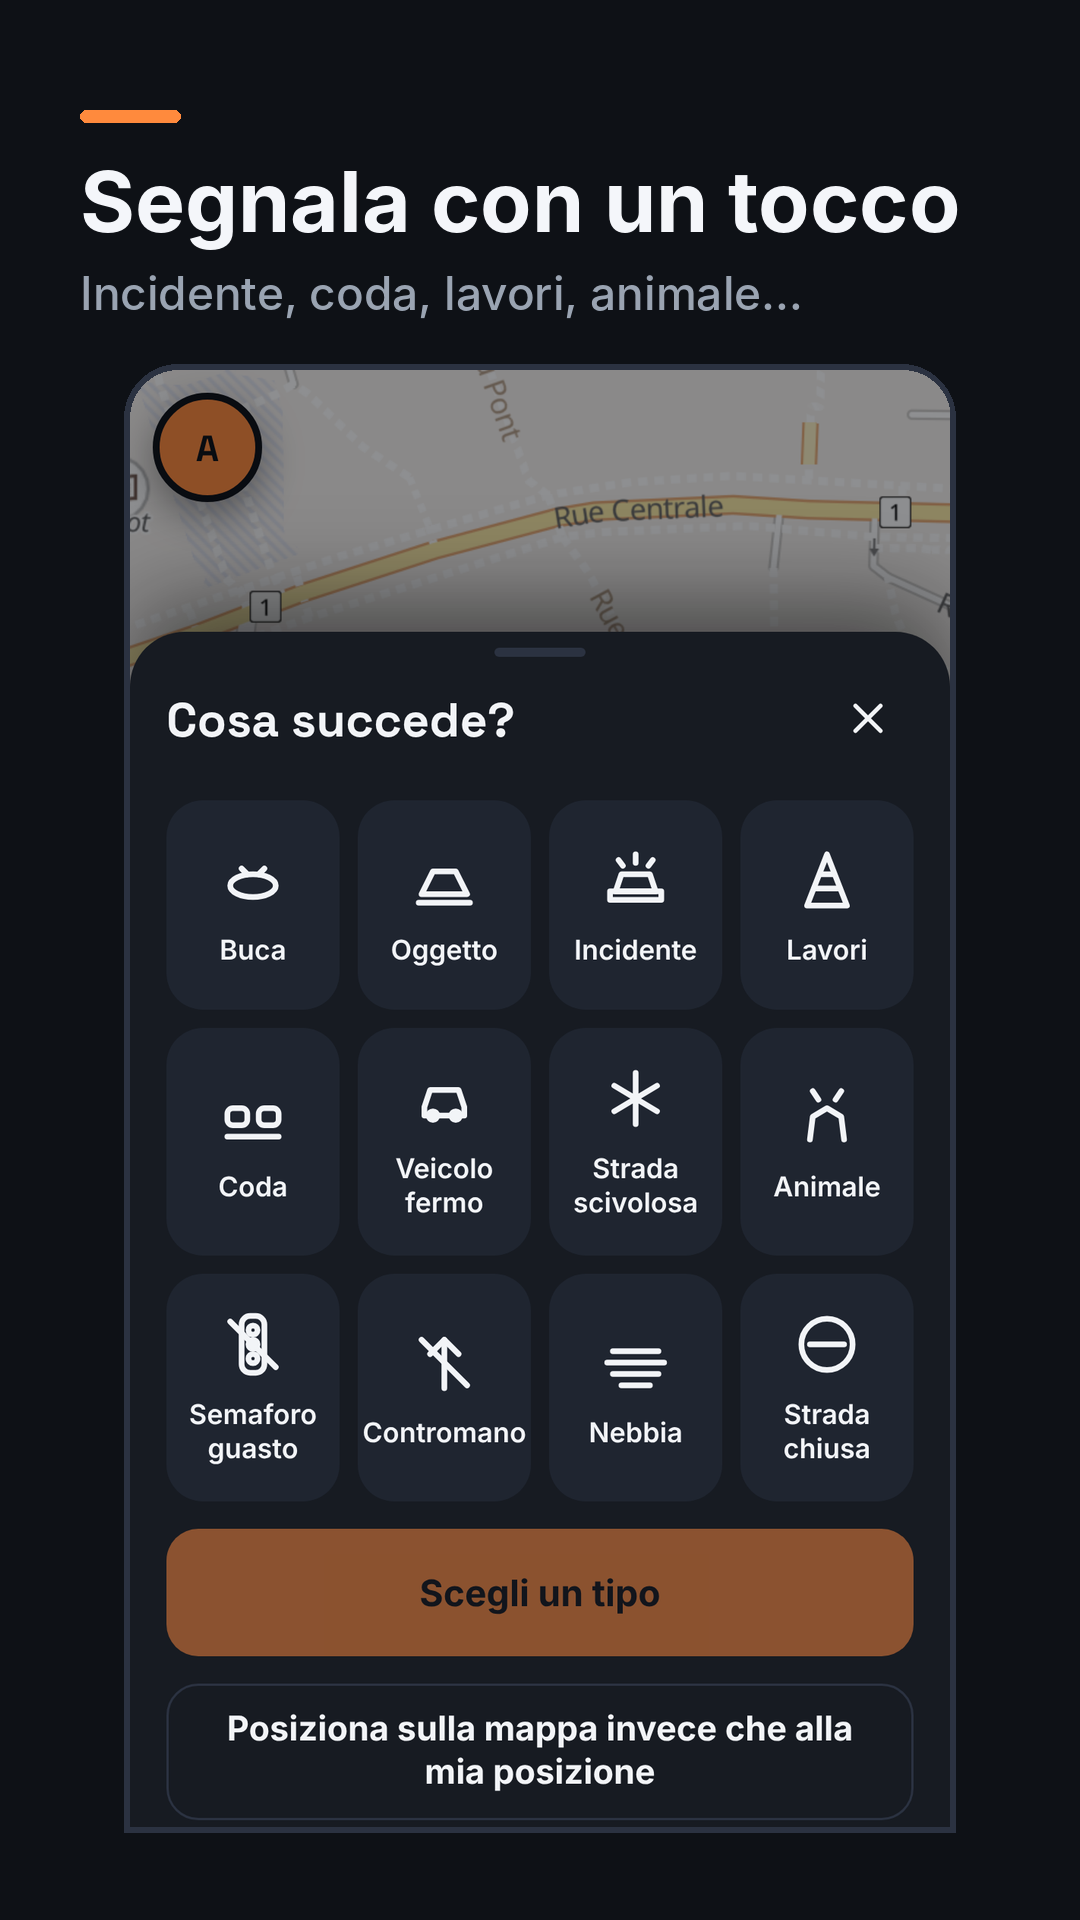 Segnala con un tocco
Incidente, coda, lavori, animale...
A
Pont
Rue Centrale
1
ot
1
Rue
Cosa succede?
Buca
Oggetto
Incidente
Lavori
Coda
Veicolo
fermo
Strada
scivolosa
Animale
Semaforo
guasto
Contromano
Nebbia
Strada
chiusa
Scegli un tipo
Posiziona sulla mappa invece che alla
mia posizione